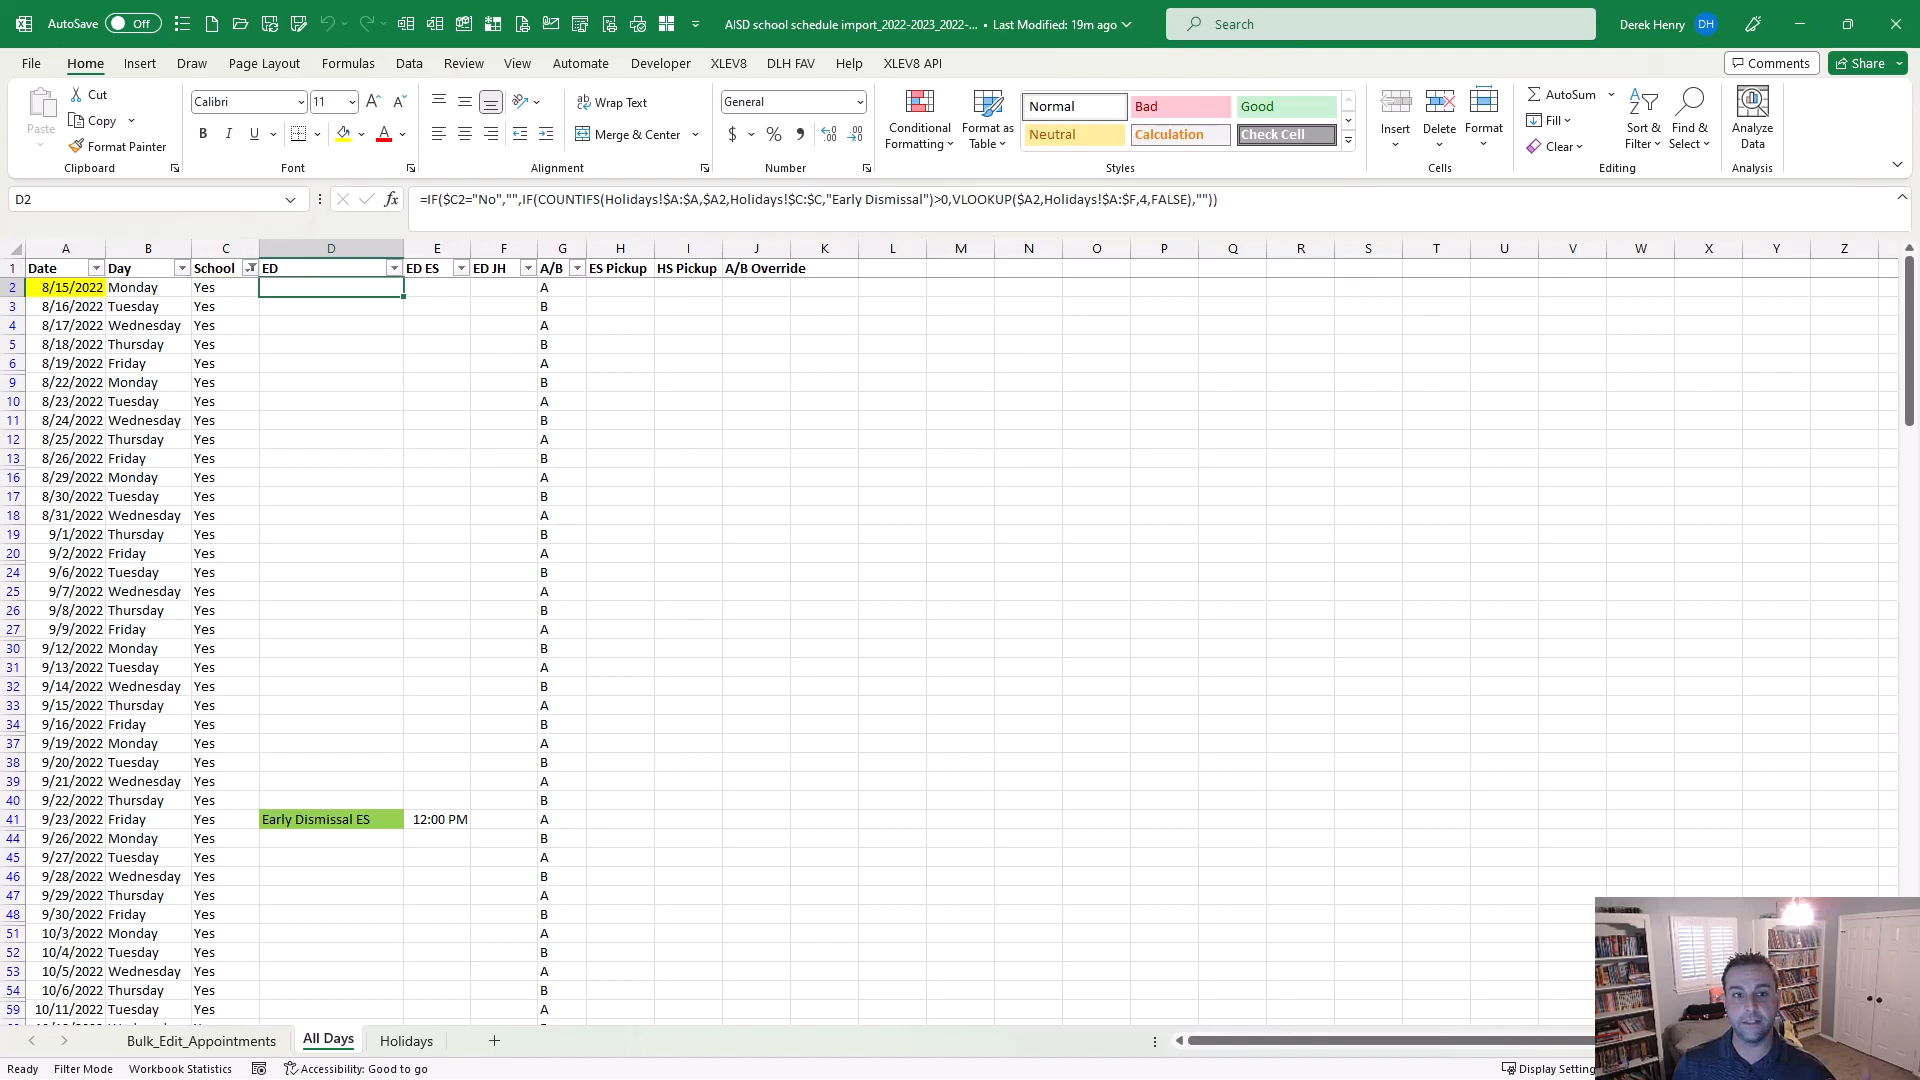 AutoSave Off AISD school schedule import_2022-2023_2022-... • Last Modified: 19m ago Search Derek Henry DH
File Home Insert Draw Page Layout Formulas Data Review View Automate Developer XLEV8 DLH FAV Help XLEV8 API Comments Share
Paste Cut Copy Format Painter Clipboard
Calibri 11 B I U A Font
Wrap Text Merge & Center Alignment
General $ % Number
Conditional Formatting Format as Table Normal Bad Good Neutral Calculation Check Cell Styles
Insert Delete Format Cells
AutoSum Fill Clear Sort & Filter Find & Select Editing
Analyze Data Analysis
D2 fx =IF($C2="No","",IF(COUNTIFS(Holidays!$A:$A,$A2,Holidays!$C:$C,"Early Dismissal")>0,VLOOKUP($A2,Holidays!$A:$F,4,FALSE),""))
A B C D E F G H I J K L M N O P Q R S T U V W X Y Z
1 Date Day School ED ED ES ED JH A/B ES Pickup HS Pickup A/B Override
2 8/15/2022 Monday Yes A
3 8/16/2022 Tuesday Yes B
4 8/17/2022 Wednesday Yes A
5 8/18/2022 Thursday Yes B
6 8/19/2022 Friday Yes A
9 8/22/2022 Monday Yes B
10 8/23/2022 Tuesday Yes A
11 8/24/2022 Wednesday Yes B
12 8/25/2022 Thursday Yes A
13 8/26/2022 Friday Yes B
16 8/29/2022 Monday Yes A
17 8/30/2022 Tuesday Yes B
18 8/31/2022 Wednesday Yes A
19 9/1/2022 Thursday Yes B
20 9/2/2022 Friday Yes A
24 9/6/2022 Tuesday Yes B
25 9/7/2022 Wednesday Yes A
26 9/8/2022 Thursday Yes B
27 9/9/2022 Friday Yes A
30 9/12/2022 Monday Yes B
31 9/13/2022 Tuesday Yes A
32 9/14/2022 Wednesday Yes B
33 9/15/2022 Thursday Yes A
34 9/16/2022 Friday Yes B
37 9/19/2022 Monday Yes A
38 9/20/2022 Tuesday Yes B
39 9/21/2022 Wednesday Yes A
40 9/22/2022 Thursday Yes B
41 9/23/2022 Friday Yes Early Dismissal ES 12:00 PM A
44 9/26/2022 Monday Yes B
45 9/27/2022 Tuesday Yes A
46 9/28/2022 Wednesday Yes B
47 9/29/2022 Thursday Yes A
48 9/30/2022 Friday Yes B
51 10/3/2022 Monday Yes A
52 10/4/2022 Tuesday Yes B
53 10/5/2022 Wednesday Yes A
54 10/6/2022 Thursday Yes B
59 10/11/2022 Tuesday Yes A
Bulk_Edit_Appointments All Days Holidays
Ready Filter Mode Workbook Statistics Accessibility: Good to go Display Setting